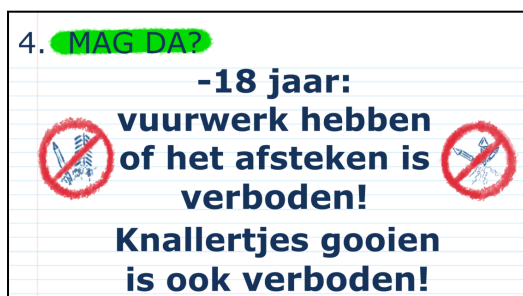 4. MAG DA?
-18 jaar:
vuurwerk hebben
of het afsteken is
verboden!
Knallertjes gooien
is ook verboden!